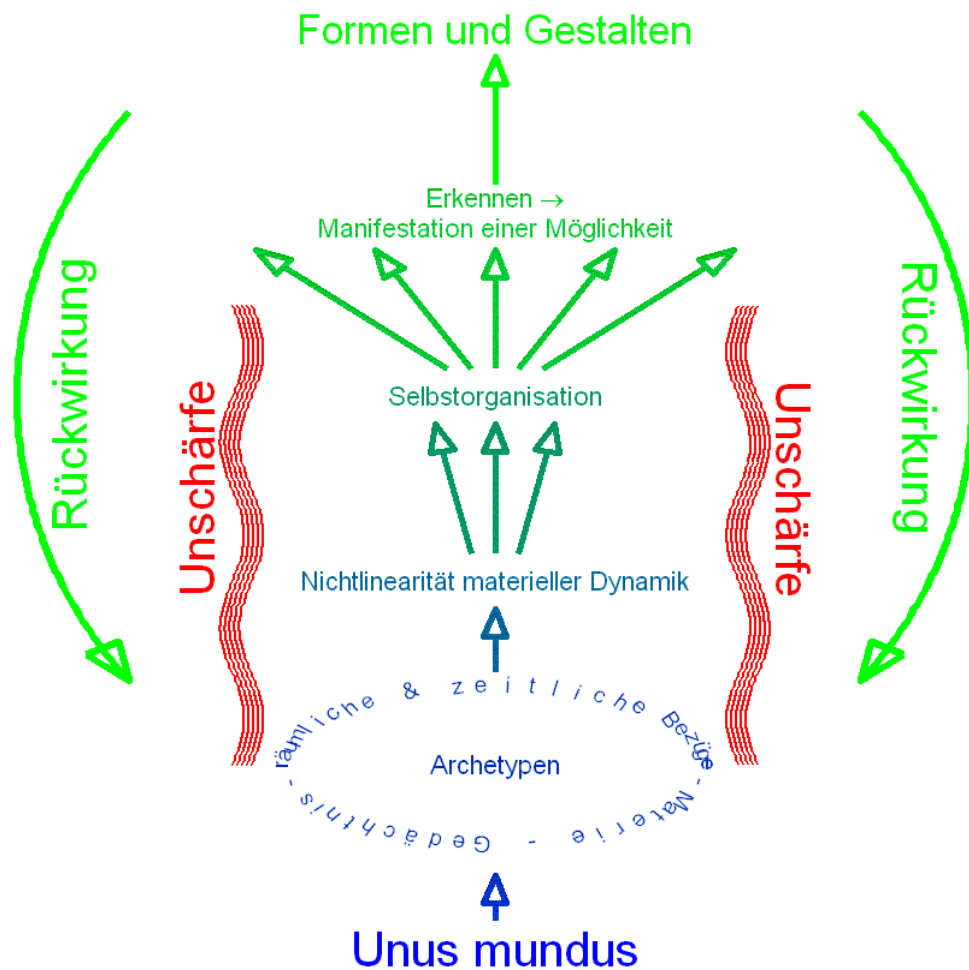 Formen und Gestalten
Erkennen →
Manifestation einer Möglichkeit
Rückwirkung
Rückwirkung
Unschärfe
Unschärfe
Selbstorganisation
Nichtlinearität materieller Dynamik
räumliche & zeitliche Bezüge - Materie - Gedächtnis -
Archetypen
Unus mundus